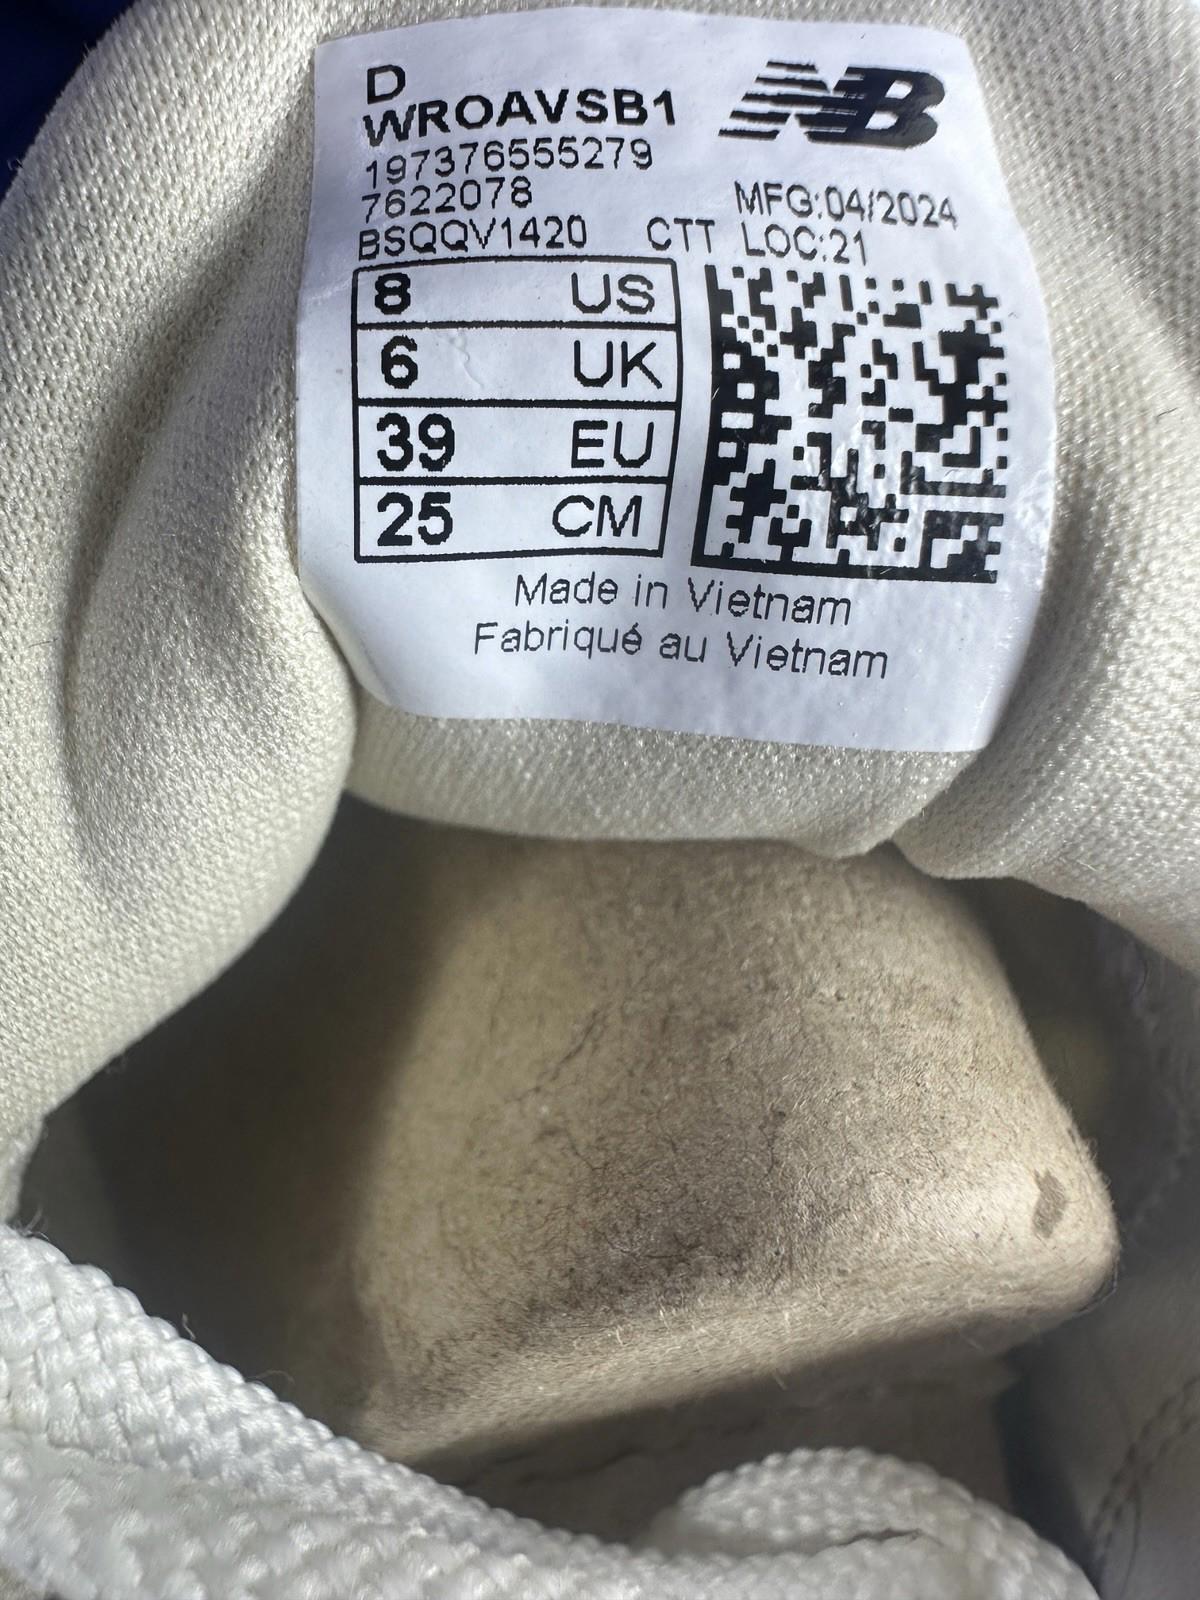 D
WROAVSB1
NB
197376555279
7622078
MFG:04/2024
BSQQV1420 CTT LOC:21
8 US
6 UK
39 EU
25 CM
Made in Vietnam
Fabriqué au Vietnam